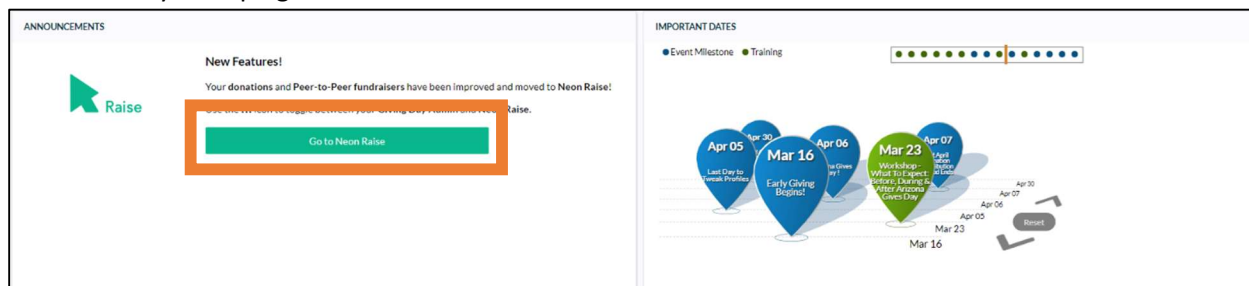 ANNOUNCEMENTS
New Features!
Your donations and Peer-to-Peer fundraisers have been improved and moved to Neon Raise!
Raise
Go to Neon Raise
IMPORTANT DATES
Event Milestone
Training
Apr 05
Last Day to
Tweak Profiles
Apr 30
Mar 16
Early Giving
Begins!
Apr 06
Mar 23
Workshop -
What To Expect:
Before, During &
After Arizona
Gives Day
Apr 07
Apr 30
Apr 07
Apr 06
Apr 05
Mar 23
Mar 16
Reset